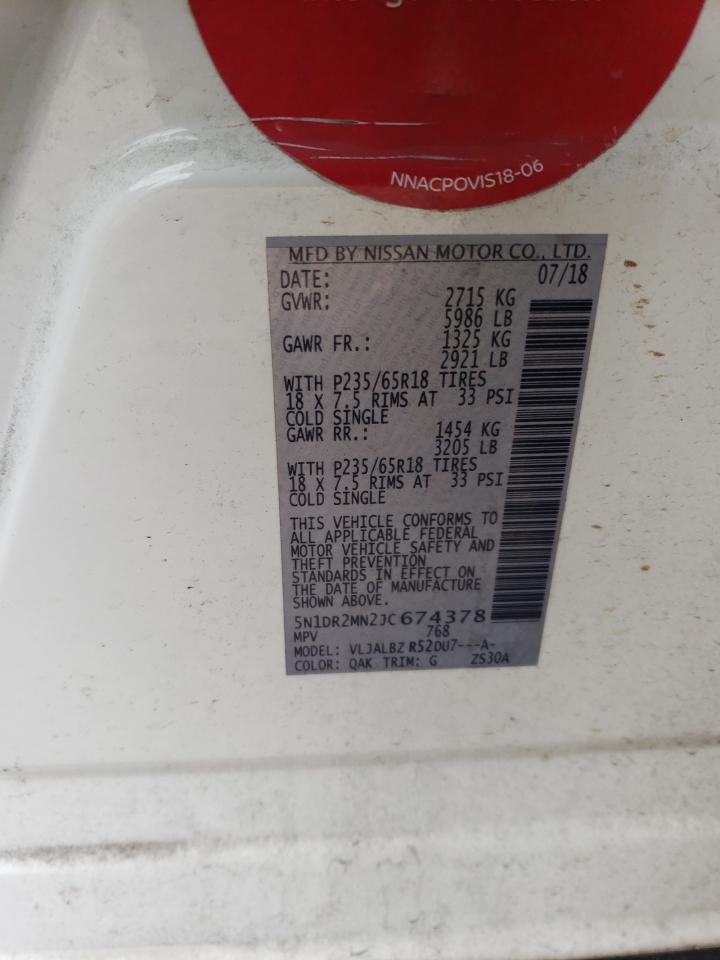 NNACPOVIS18-06
MFD BY NISSAN MOTOR CO., LTD.
DATE: 07/18
GVWR: 2715 KG
5986 LB
GAWR FR.: 1325 KG
2921 LB
WITH P235/65R18 TIRES
18 X 7.5 RIMS AT 33 PSI
COLD SINGLE
GAWR RR.: 1454 KG
3205 LB
WITH P235/65R18 TIRES
18 X 7.5 RIMS AT 33 PSI
COLD SINGLE
THIS VEHICLE CONFORMS TO
ALL APPLICABLE FEDERAL
MOTOR VEHICLE SAFETY AND
THEFT PREVENTION
STANDARDS IN EFFECT ON
THE DATE OF MANUFACTURE
SHOWN ABOVE.
5N1DR2MN2JC674378
MPV 768
MODEL: VLJALBZ R52DU7---A-
COLOR: QAK TRIM: G ZS30A